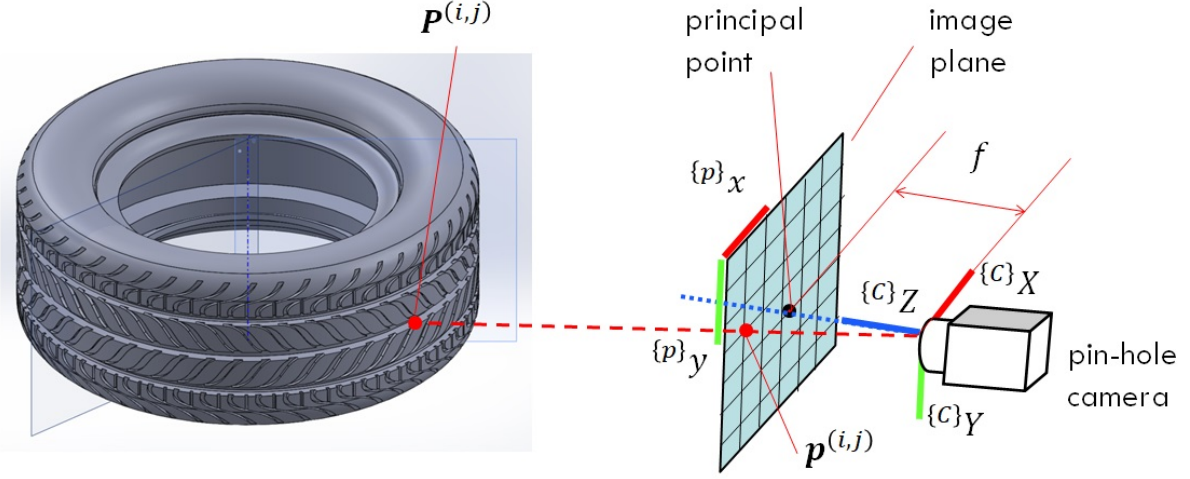 P^(i,j)
principal
point
image
plane
f
{p}x
{C}Z
{C}X
{p}y
pin-hole
camera
{C}Y
p^(i,j)